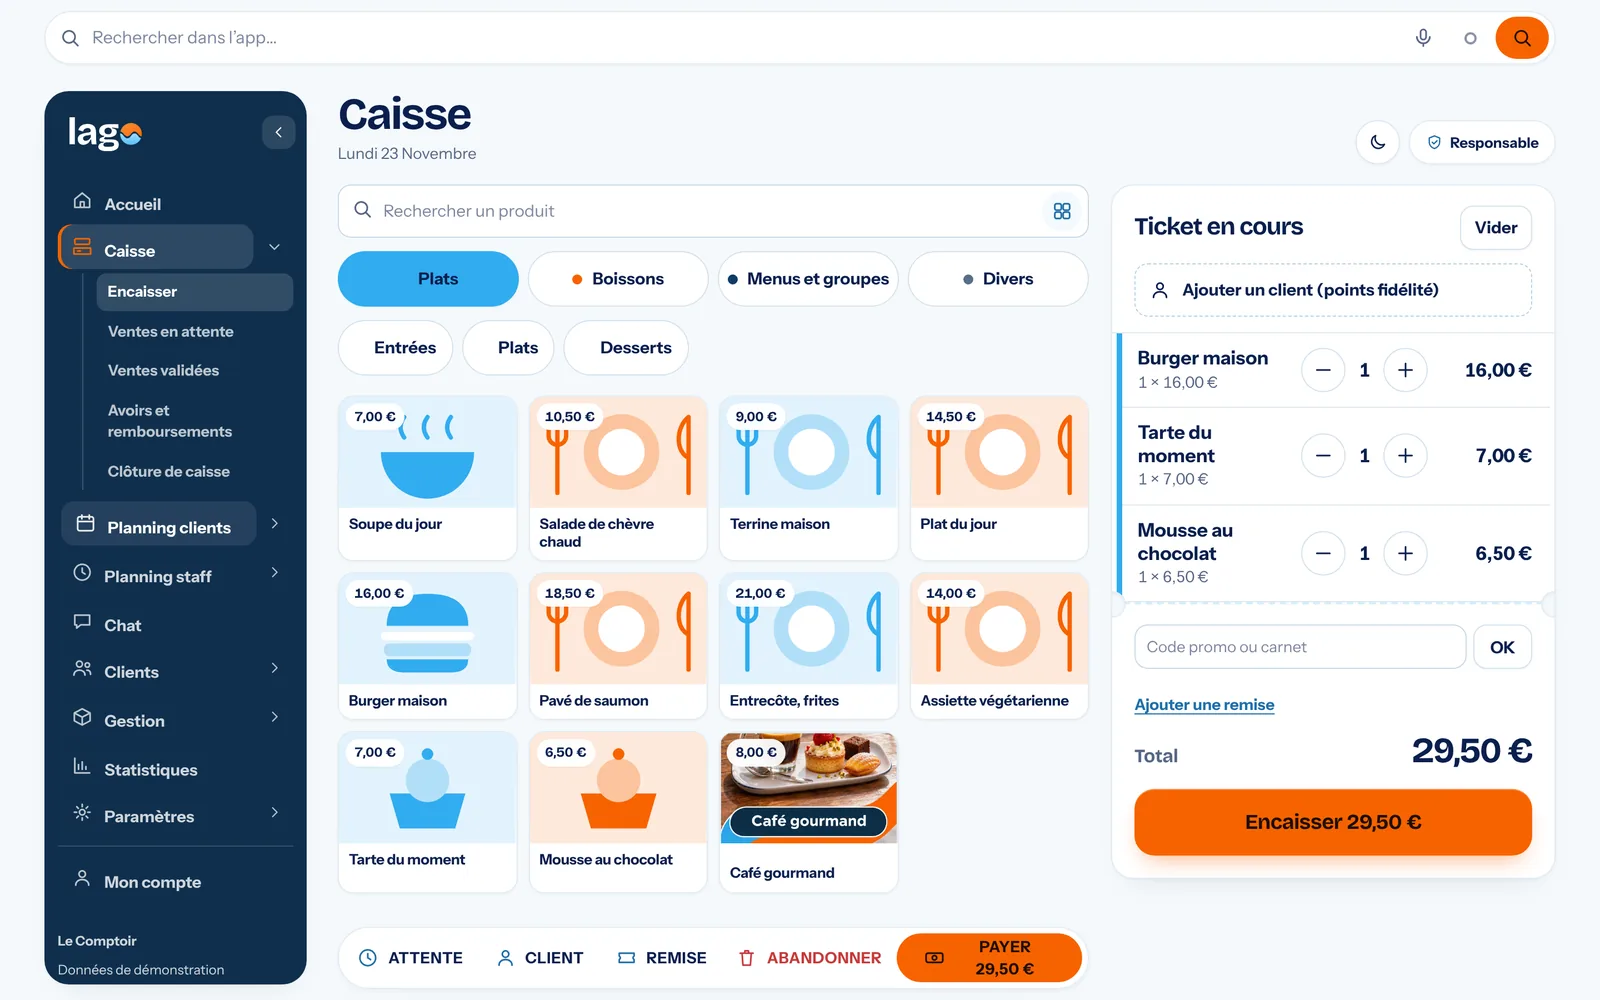 Rechercher dans l'app...
lago
Accueil
Caisse
Encaisser
Ventes en attente
Ventes validées
Avoirs et
remboursements
Clôture de caisse
Planning clients
Planning staff
Chat
Clients
Gestion
Statistiques
Paramètres
Mon compte
Le Comptoir
Données de démonstration
Caisse
Lundi 23 Novembre
Responsable
Rechercher un produit
Plats
Boissons
Menus et groupes
Divers
Entrées
Plats
Desserts
7,00 €
Soupe du jour
10,50 €
Salade de chèvre
chaud
9,00 €
Terrine maison
14,50 €
Plat du jour
16,00 €
Burger maison
18,50 €
Pavé de saumon
21,00 €
Entrecôte, frites
14,00 €
Assiette végétarienne
7,00 €
Tarte du moment
6,50 €
Mousse au chocolat
8,00 €
Café gourmand
Café gourmand
ATTENTE
CLIENT
REMISE
ABANDONNER
PAYER
29,50 €
Ticket en cours
Vider
Ajouter un client (points fidélité)
Burger maison
1 × 16,00 €
1
16,00 €
Tarte du
moment
1 × 7,00 €
1
7,00 €
Mousse au
chocolat
1 × 6,50 €
1
6,50 €
Code promo ou carnet
OK
Ajouter une remise
Total
29,50 €
Encaisser 29,50 €